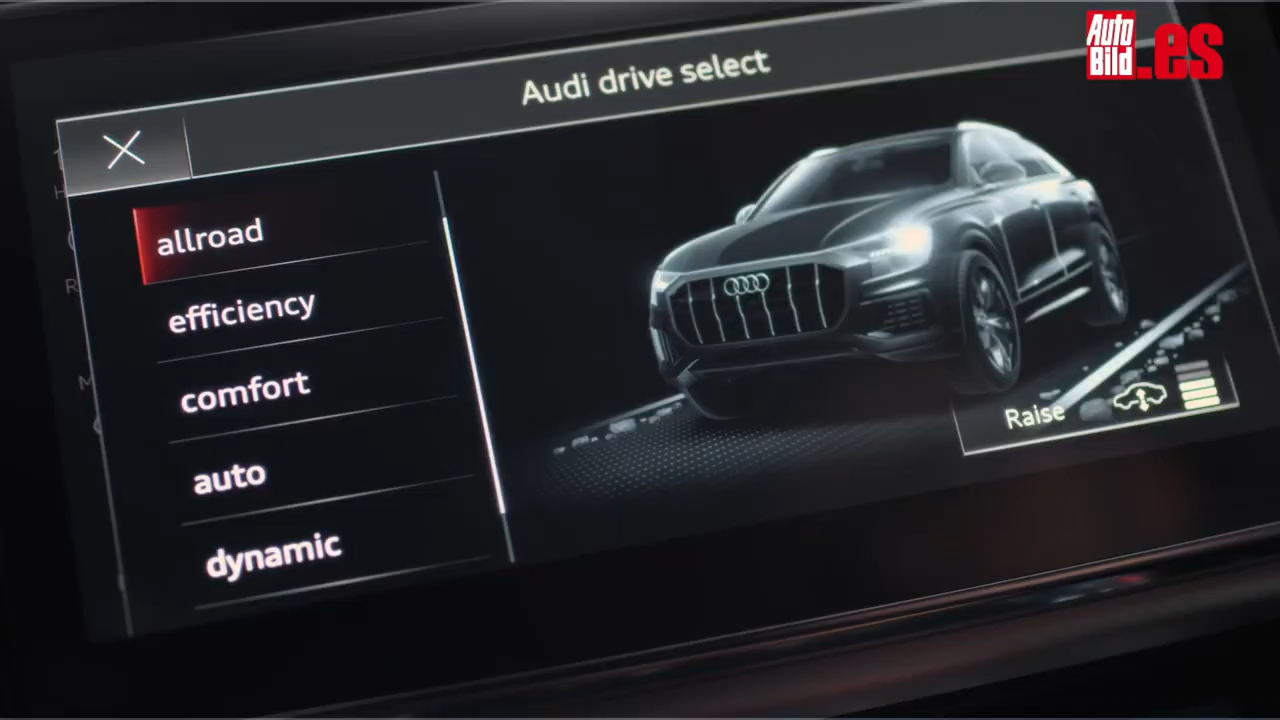 Auto
Bild
.es
Audi drive select
allroad
efficiency
comfort
auto
dynamic
Raise